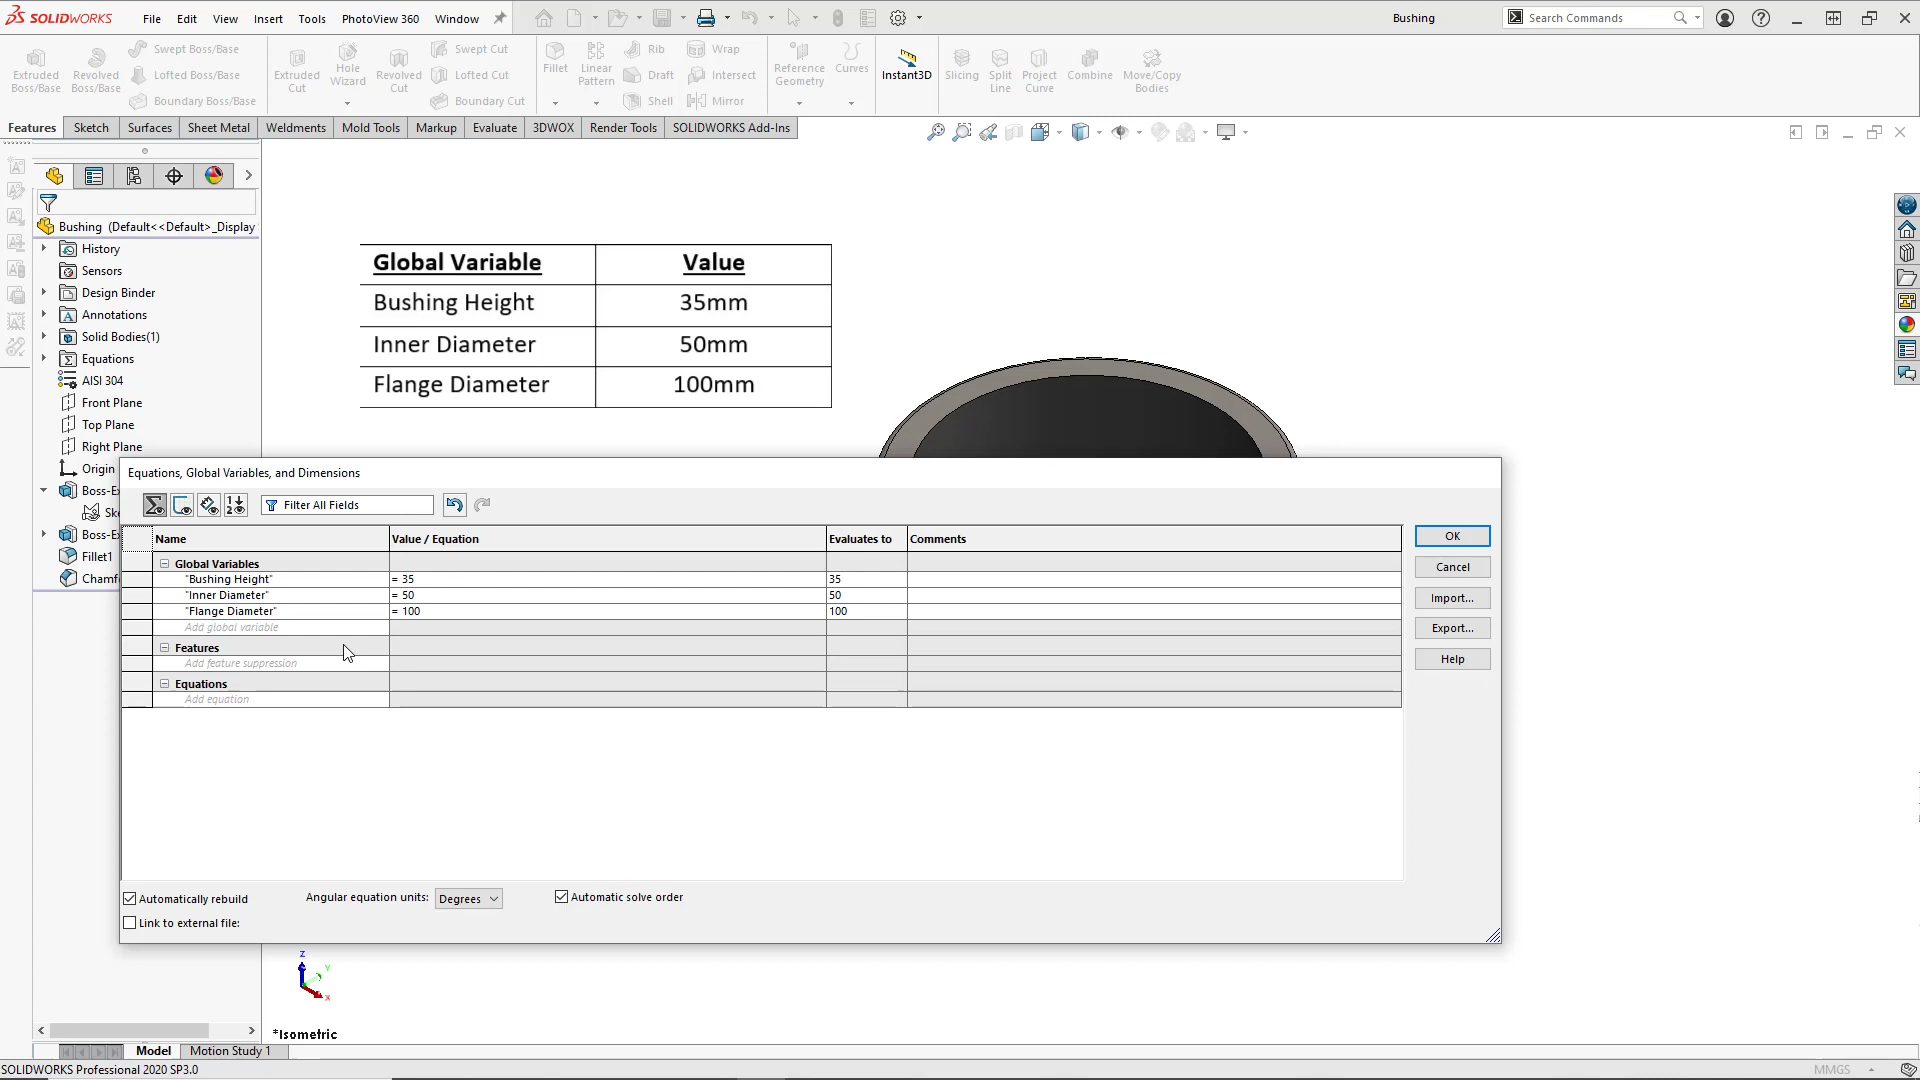 SOLIDWORKS File Edit View Insert Tools PhotoView 360 Window Bushing Search Commands
Extruded Boss/Base
Revolved Boss/Base
Swept Boss/Base
Lofted Boss/Base
Boundary Boss/Base
Extruded Cut
Hole Wizard
Revolved Cut
Swept Cut
Lofted Cut
Boundary Cut
Fillet
Linear Pattern
Rib
Draft
Shell
Wrap
Intersect
Mirror
Reference Geometry
Curves
Instant3D
Slicing
Split Line
Project Curve
Combine
Move/Copy Bodies
Features Sketch Surfaces Sheet Metal Weldments Mold Tools Markup Evaluate 3DWOX Render Tools SOLIDWORKS Add-Ins
Bushing (Default<<Default>_Display
History
Sensors
Design Binder
Annotations
Solid Bodies(1)
Equations
AISI 304
Front Plane
Top Plane
Right Plane
Origin
Boss-Ex
Ske
Boss-Ex
Fillet1
Chamf
Global Variable Value
Bushing Height 35mm
Inner Diameter 50mm
Flange Diameter 100mm
Equations, Global Variables, and Dimensions
Filter All Fields
Name Value / Equation Evaluates to Comments
Global Variables
"Bushing Height" = 35 35
"Inner Diameter" = 50 50
"Flange Diameter" = 100 100
Add global variable
Features
Add feature suppression
Equations
Add equation
OK
Cancel
Import...
Export...
Help
Automatically rebuild Angular equation units: Degrees Automatic solve order
Link to external file:
Z
Y
X
*Isometric
Model Motion Study 1
SOLIDWORKS Professional 2020 SP3.0 MMGS